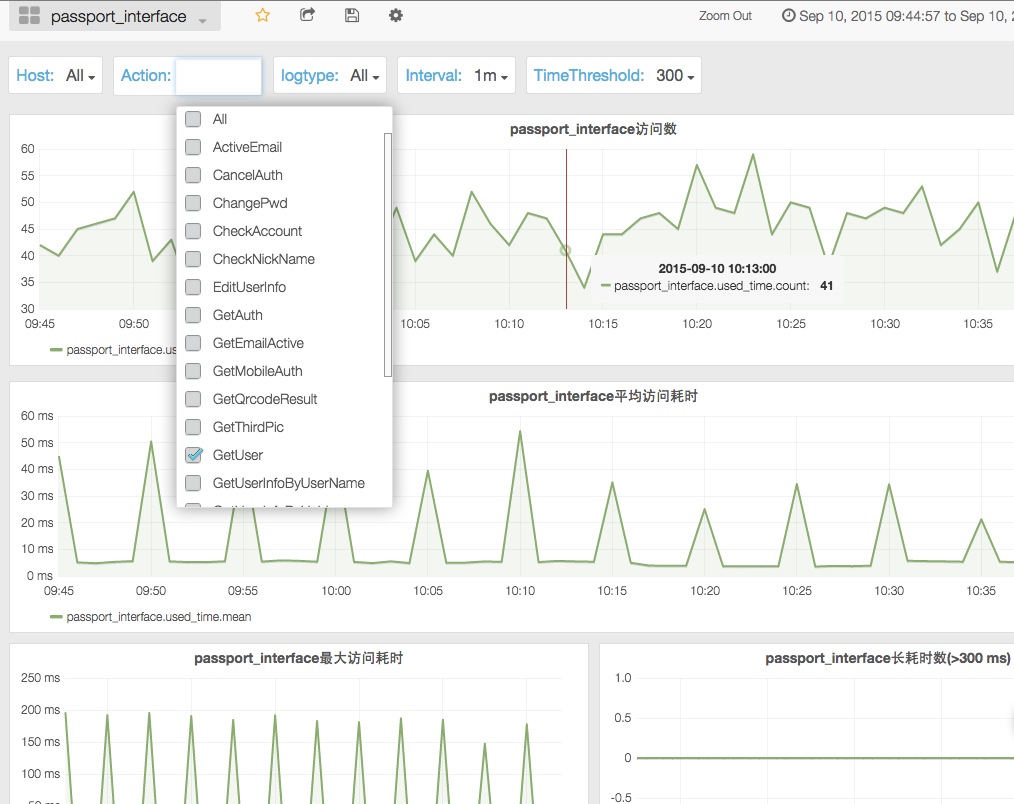 passport_interface
Zoom Out
Sep 10, 2015 09:44:57 to Sep 10,
Host: All
Action:
logtype: All
Interval: 1m
TimeThreshold: 300
All
ActiveEmail
CancelAuth
ChangePwd
CheckAccount
CheckNickName
EditUserInfo
GetAuth
GetEmailActive
GetMobileAuth
GetQrcodeResult
GetThirdPic
GetUser
GetUserInfoByUserName
passport_interface访问数
60
55
50
45
40
35
30
09:45
09:50
10:05
10:10
10:15
10:20
10:25
10:30
10:35
2015-09-10 10:13:00
passport_interface.used_time.count: 41
passport_interface.us
passport_interface平均访问耗时
60 ms
50 ms
40 ms
30 ms
20 ms
10 ms
0 ms
09:45
09:50
09:55
10:00
10:05
10:10
10:15
10:20
10:25
10:30
10:35
passport_interface.used_time.mean
passport_interface最大访问耗时
250 ms
200 ms
150 ms
100 ms
passport_interface长耗时数(>300 ms)
1.0
0.5
0
-0.5